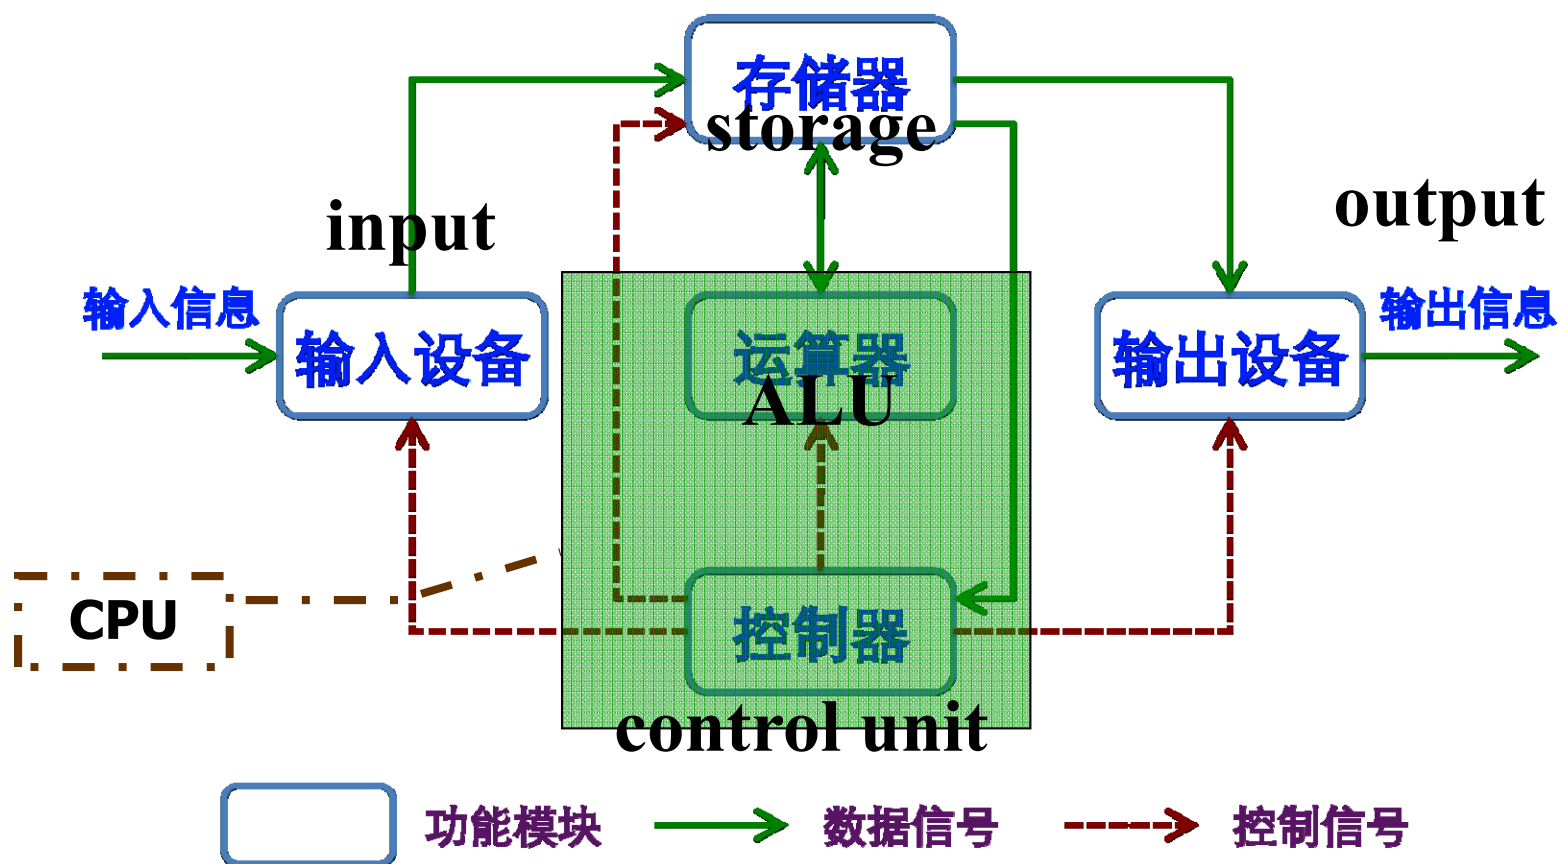 存储器
storage
input
output
输入信息
输入设备
运算器
ALU
输出设备
输出信息
CPU
控制器
control unit
功能模块
数据信号
控制信号